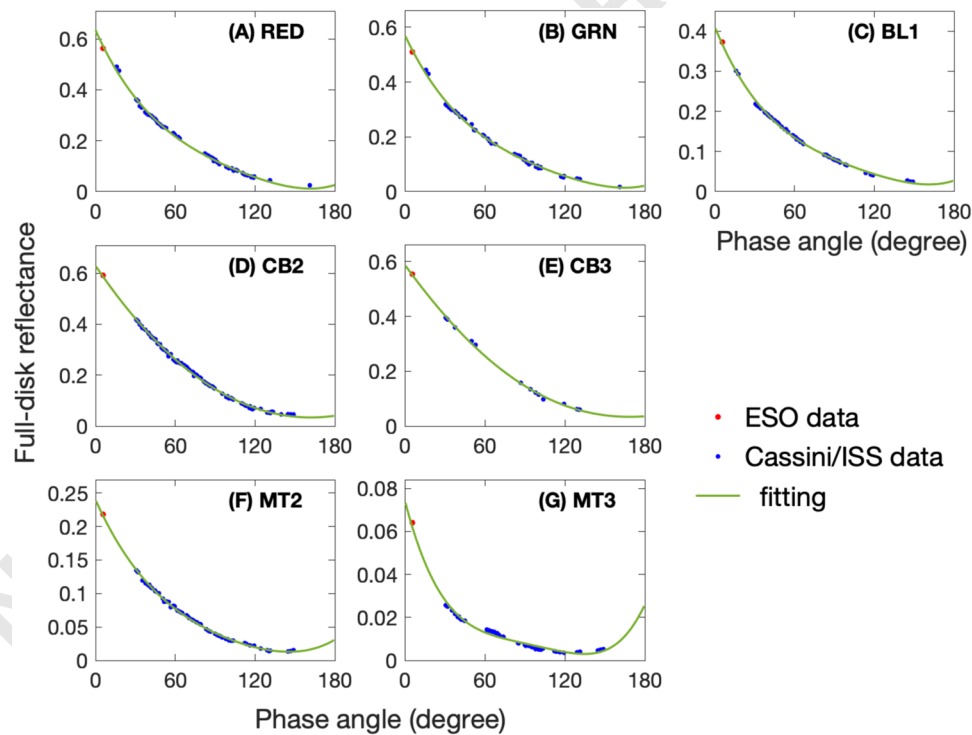 (A) RED
0.6
0.4
0.2
0
0 60 120 180
(B) GRN
0.6
0.4
0.2
0
0 60 120 180
(C) BL1
0.4
0.3
0.2
0.1
0
0 60 120 180
Phase angle (degree)
Full-disk reflectance
(D) CB2
0.6
0.4
0.2
0
0 60 120 180
(E) CB3
0.6
0.4
0.2
0
0 60 120 180
ESO data
Cassini/ISS data
fitting
(F) MT2
0.25
0.2
0.15
0.1
0.05
0
0 60 120 180
(G) MT3
0.08
0.06
0.04
0.02
0
0 60 120 180
Phase angle (degree)